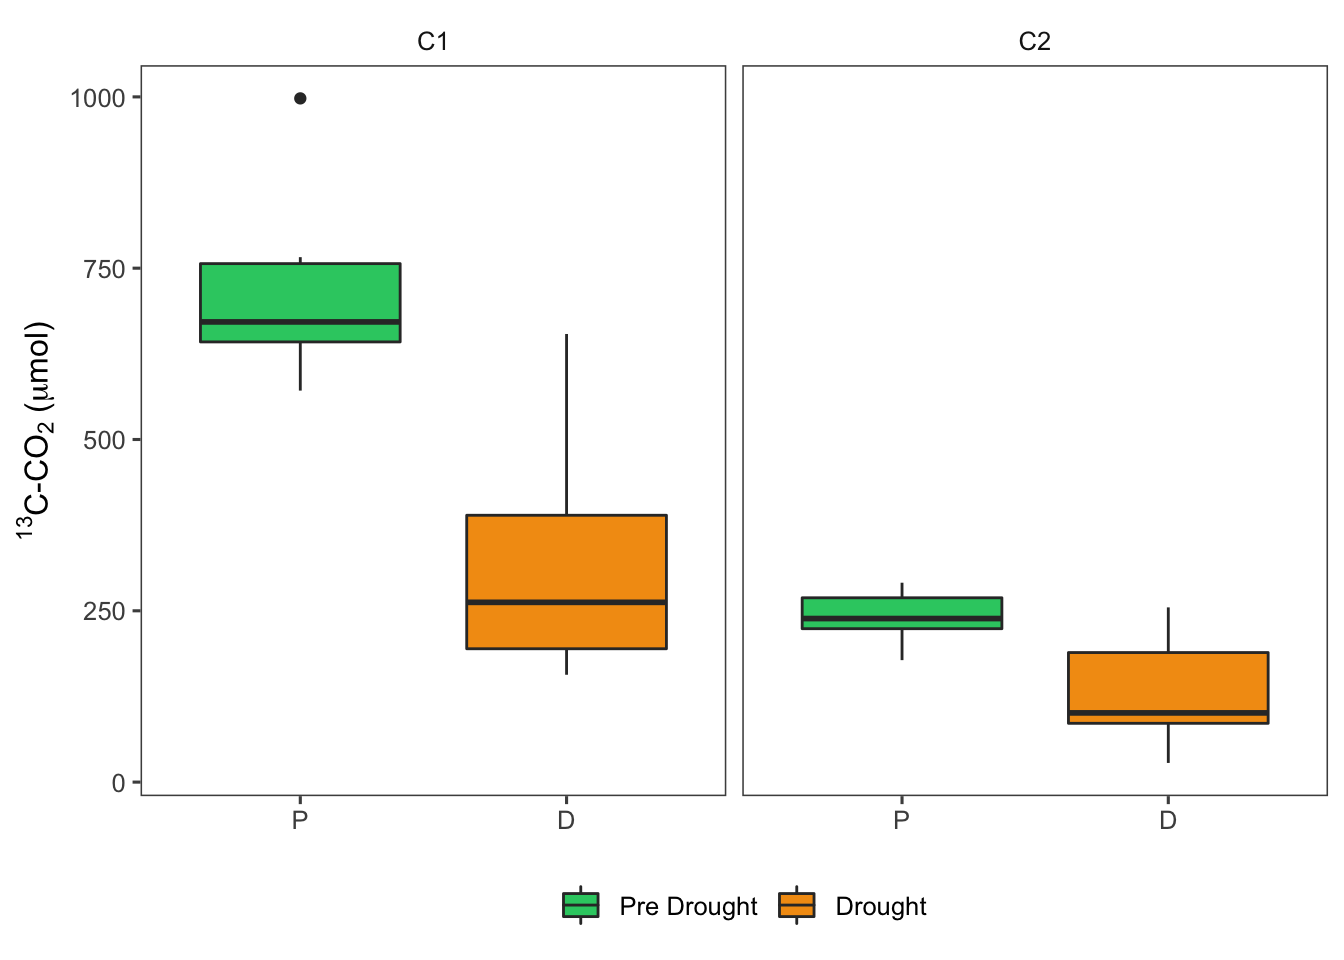 C1
C2
¹³C-CO₂ (μmol)
1000
750
500
250
0
P
D
P
D
Pre Drought
Drought